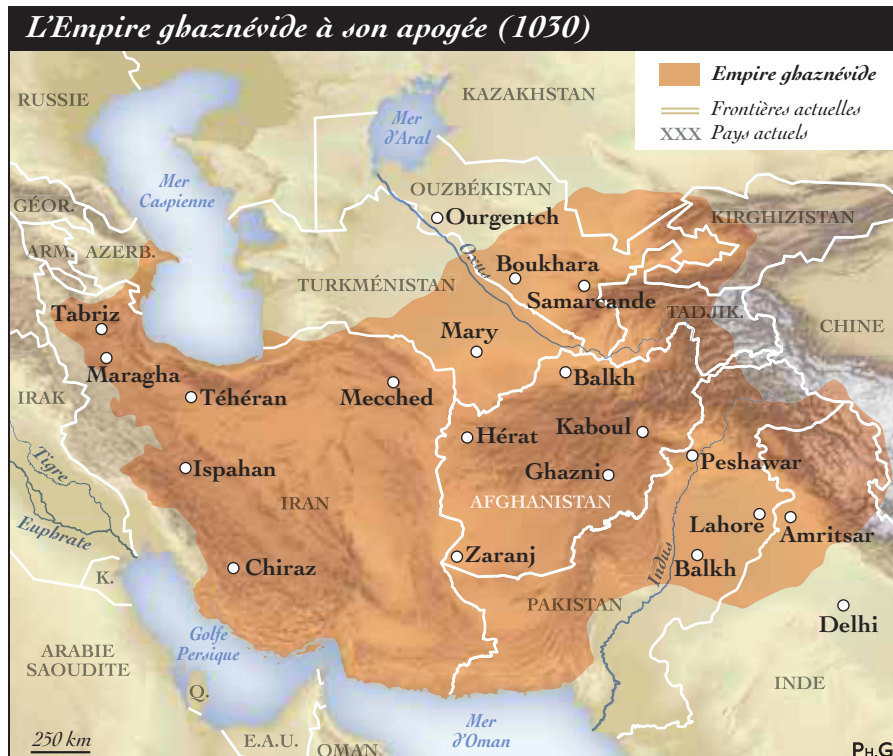 L'Empire ghaznévide à son apogée (1030)
Empire ghaznévide
Frontières actuelles
XXX Pays actuels
RUSSIE
KAZAKHSTAN
Mer
d'Aral
Mer
Caspienne
OUZBÉKISTAN
GÉOR.
Ourgentch
KIRGHIZISTAN
ARM.
AZERB.
Oxus
Boukhara
TURKMÉNISTAN
Samarcande
TADJIK.
Tabriz
CHINE
Mary
Maragha
Balkh
IRAK
Téhéran
Mecched
Hérat
Kaboul
Peshawar
Tigre
Ispahan
Ghazni
IRAN
AFGHANISTAN
Euphrate
Lahore
Amritsar
Zaranj
Balkh
Indus
K.
Chiraz
PAKISTAN
Delhi
Golfe
Persique
ARABIE
SAOUDITE
Q.
INDE
250 km
E.A.U.
OMAN
Mer
d'Oman
PH.G